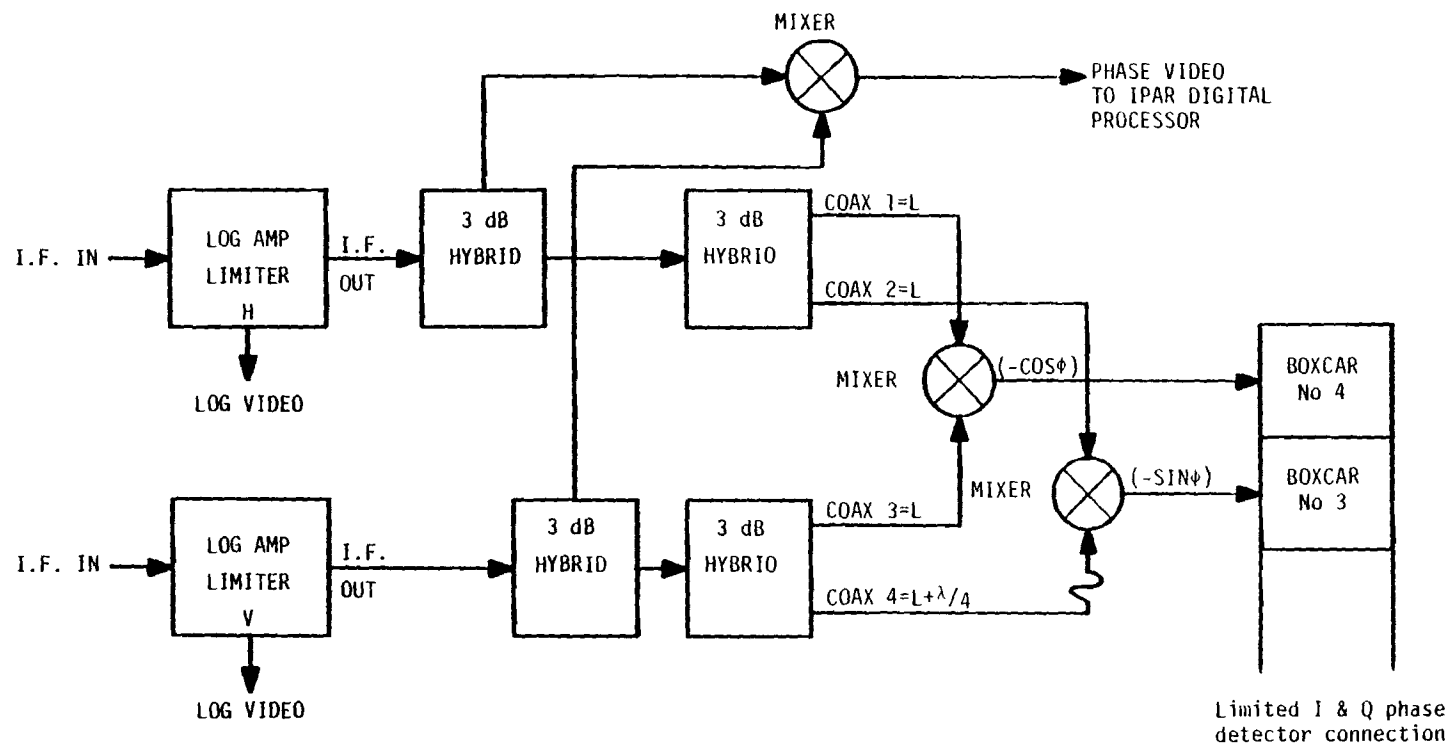 MIXER
PHASE VIDEO
TO IPAR DIGITAL
PROCESSOR
I.F. IN
LOG AMP
LIMITER
H
I.F.
OUT
3 dB
HYBRID
3 dB
HYBRIO
COAX 1=L
COAX 2=L
LOG VIDEO
MIXER
(-COSΦ)
BOXCAR
No 4
I.F. IN
LOG AMP
LIMITER
V
I.F.
OUT
3 dB
HYBRID
3 dB
HYBRIO
COAX 3=L
COAX 4=L+λ/4
MIXER
(-SINΦ)
BOXCAR
No 3
LOG VIDEO
Limited I & Q phase
detector connection